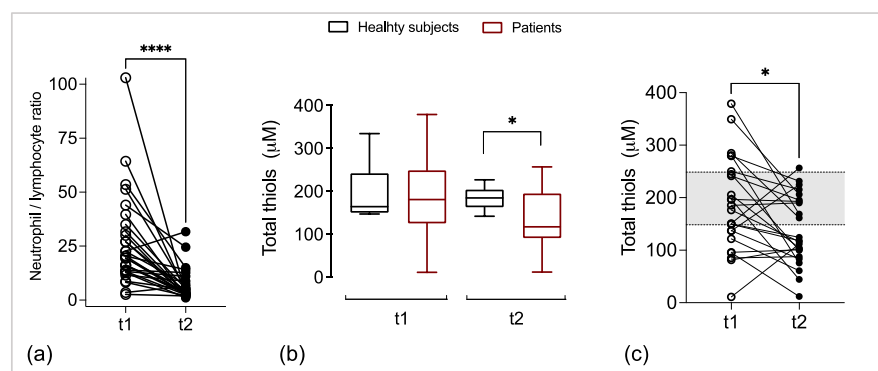 Healhty subjects Patients
****
Neutrophil / lymphocyte ratio
100
75
50
25
0
t1 t2
(a)
*
Total thiols (μM)
400
300
200
100
0
t1 t2
(b)
*
Total thiols (μM)
400
300
200
100
0
t1 t2
(c)